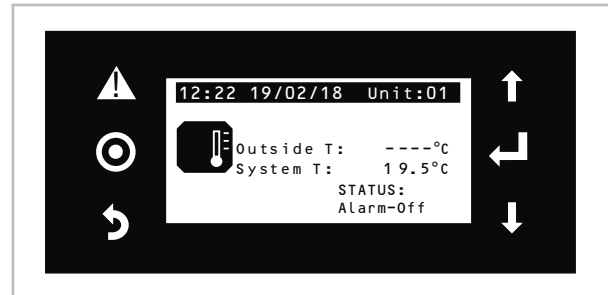 12:22 19/02/18 Unit:01
Outside T: ----°C
System T: 19.5°C
STATUS:
Alarm-Off